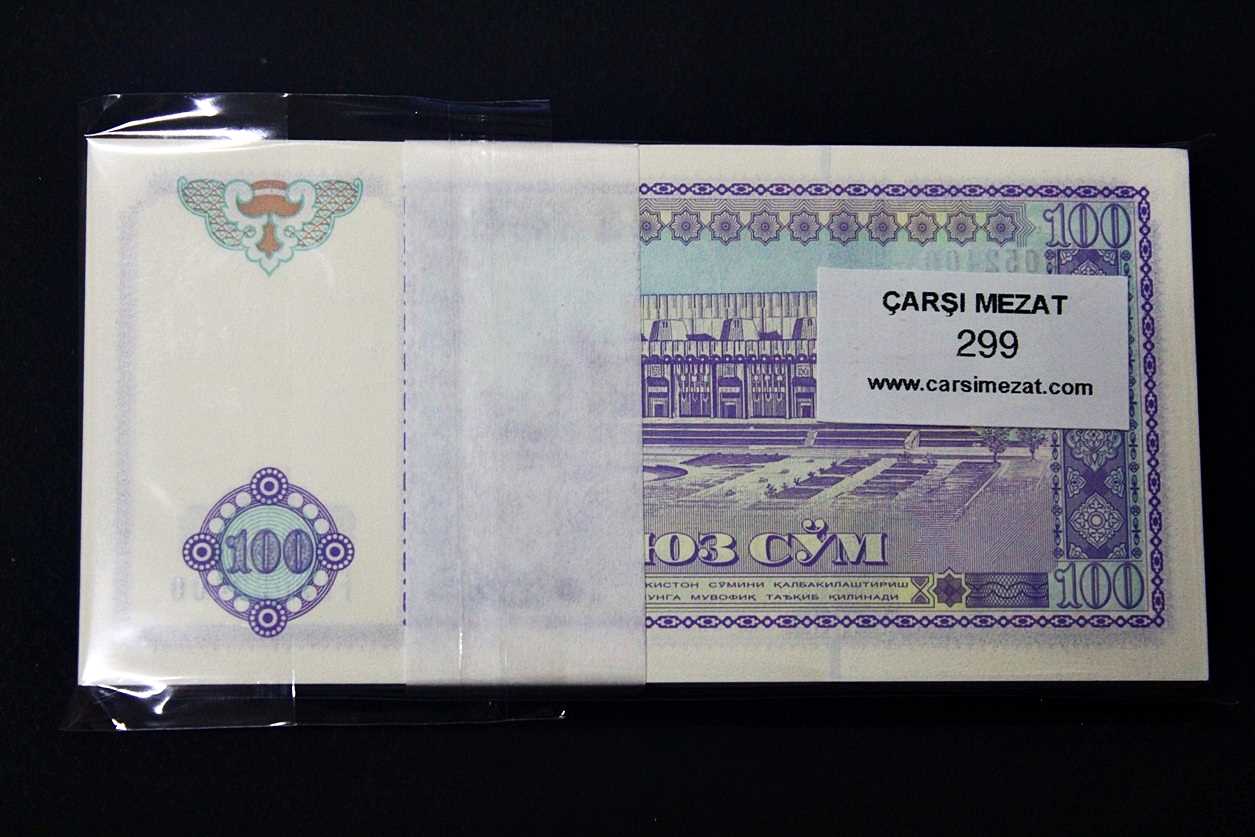 100
ÇARŞI MEZAT
299
www.carsimezat.com
100
ЮЗ СЎМ
КИСТОН СЎМИНИ ҚАЛБАКИЛАШТИРИШ
УНГА МУВОФИҚ ТАЪҚИБ ҚИЛИНАДИ
100